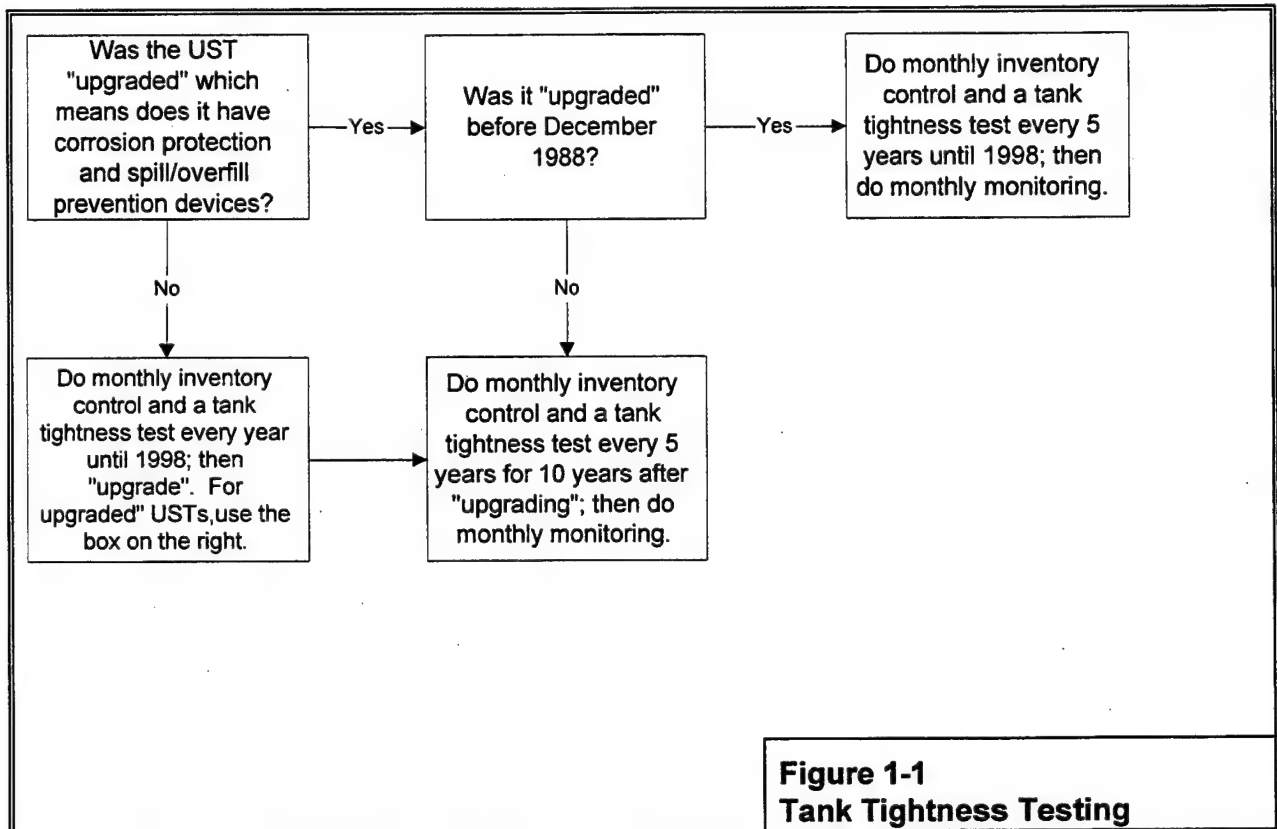 Was the UST
"upgraded" which
means does it have
corrosion protection
and spill/overfill
prevention devices?
Yes
Was it "upgraded"
before December
1988?
Yes
Do monthly inventory
control and a tank
tightness test every 5
years until 1998; then
do monthly monitoring.
No
No
Do monthly inventory
control and a tank
tightness test every year
until 1998; then
"upgrade". For
upgraded" USTs,use the
box on the right.
Do monthly inventory
control and a tank
tightness test every 5
years for 10 years after
"upgrading"; then do
monthly monitoring.
Figure 1-1
Tank Tightness Testing